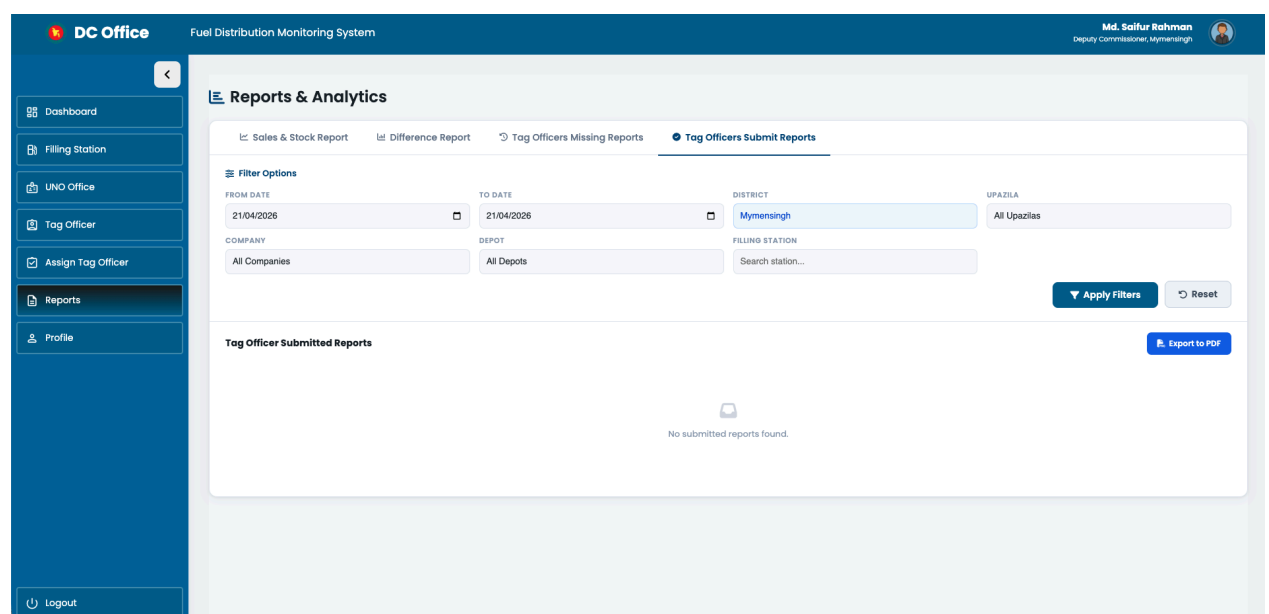 DC Office
Fuel Distribution Monitoring System
Md. Saifur Rahman
Deputy Commissioner, Mymensingh
Dashboard
Filling Station
UNO Office
Tag Officer
Assign Tag Officer
Reports
Profile
Logout
Reports & Analytics
Sales & Stock Report
Difference Report
Tag Officers Missing Reports
Tag Officers Submit Reports
Filter Options
FROM DATE
21/04/2026
TO DATE
21/04/2026
DISTRICT
Mymensingh
UPAZILA
All Upazilas
COMPANY
All Companies
DEPOT
All Depots
FILLING STATION
Search station...
Apply Filters
Reset
Tag Officer Submitted Reports
Export to PDF
No submitted reports found.